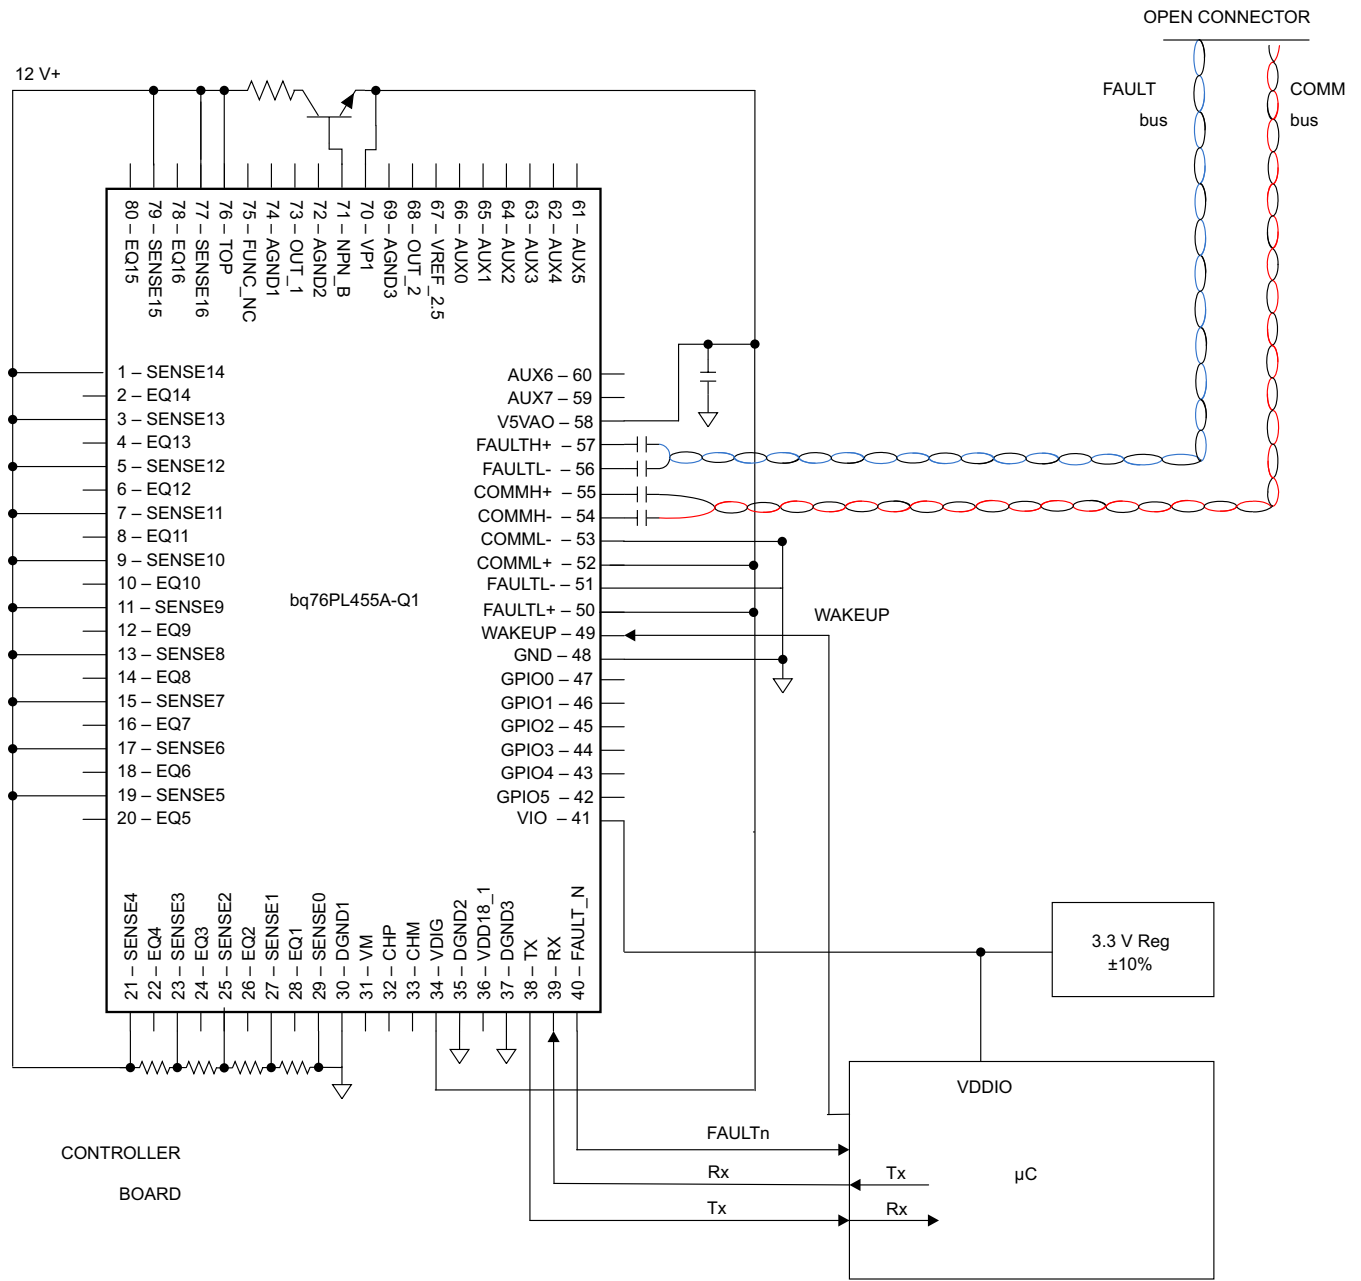 OPEN CONNECTOR
12 V+
FAULT
bus
COMM
bus
80 – EQ15
79 – SENSE15
78 – EQ16
77 – SENSE16
76 – TOP
75 – FUNC_NC
74 – AGND1
73 – OUT_1
72 – AGND2
71 – NPN_B
70 – VP1
69 – AGND3
68 – OUT_2
67 – VREF_2.5
66 – AUX0
65 – AUX1
64 – AUX2
63 – AUX3
62 – AUX4
61 – AUX5
1 – SENSE14
2 – EQ14
3 – SENSE13
4 – EQ13
5 – SENSE12
6 – EQ12
7 – SENSE11
8 – EQ11
9 – SENSE10
10 – EQ10
11 – SENSE9
12 – EQ9
13 – SENSE8
14 – EQ8
15 – SENSE7
16 – EQ7
17 – SENSE6
18 – EQ6
19 – SENSE5
20 – EQ5
bq76PL455A-Q1
AUX6 – 60
AUX7 – 59
V5VAO – 58
FAULTH+ – 57
FAULTL- – 56
COMMH+ – 55
COMMH- – 54
COMML- – 53
COMML+ – 52
FAULTL- – 51
FAULTL+ – 50
WAKEUP – 49
GND – 48
GPIO0 – 47
GPIO1 – 46
GPIO2 – 45
GPIO3 – 44
GPIO4 – 43
GPIO5 – 42
VIO – 41
WAKEUP
21 – SENSE4
22 – EQ4
23 – SENSE3
24 – EQ3
25 – SENSE2
26 – EQ2
27 – SENSE1
28 – EQ1
29 – SENSE0
30 – DGND1
31 – VM
32 – CHP
33 – CHM
34 – VDIG
35 – DGND2
36 – VDD18_1
37 – DGND3
38 – TX
39 – RX
40 – FAULT_N
3.3 V Reg
±10%
VDDIO
µC
FAULTn
Rx
Tx
Tx
Rx
CONTROLLER
BOARD